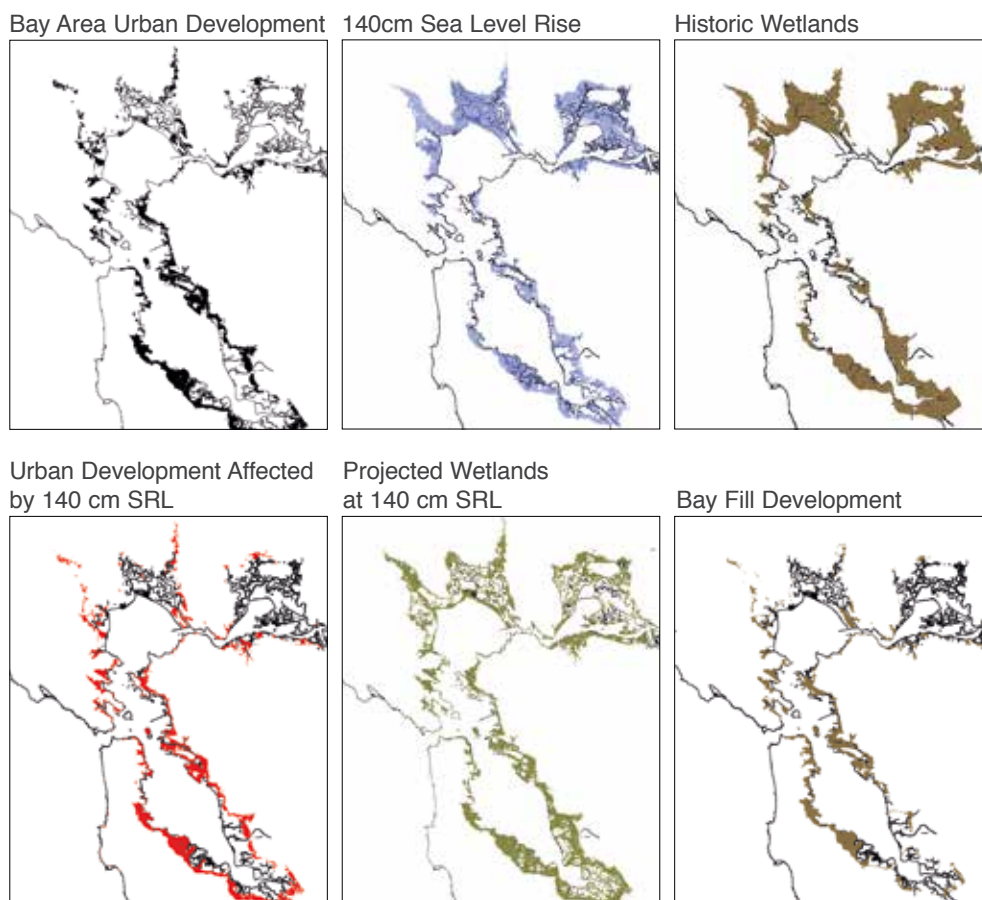 Bay Area Urban Development
140cm Sea Level Rise
Historic Wetlands
Urban Development Affected
by 140 cm SRL
Projected Wetlands
at 140 cm SRL
Bay Fill Development